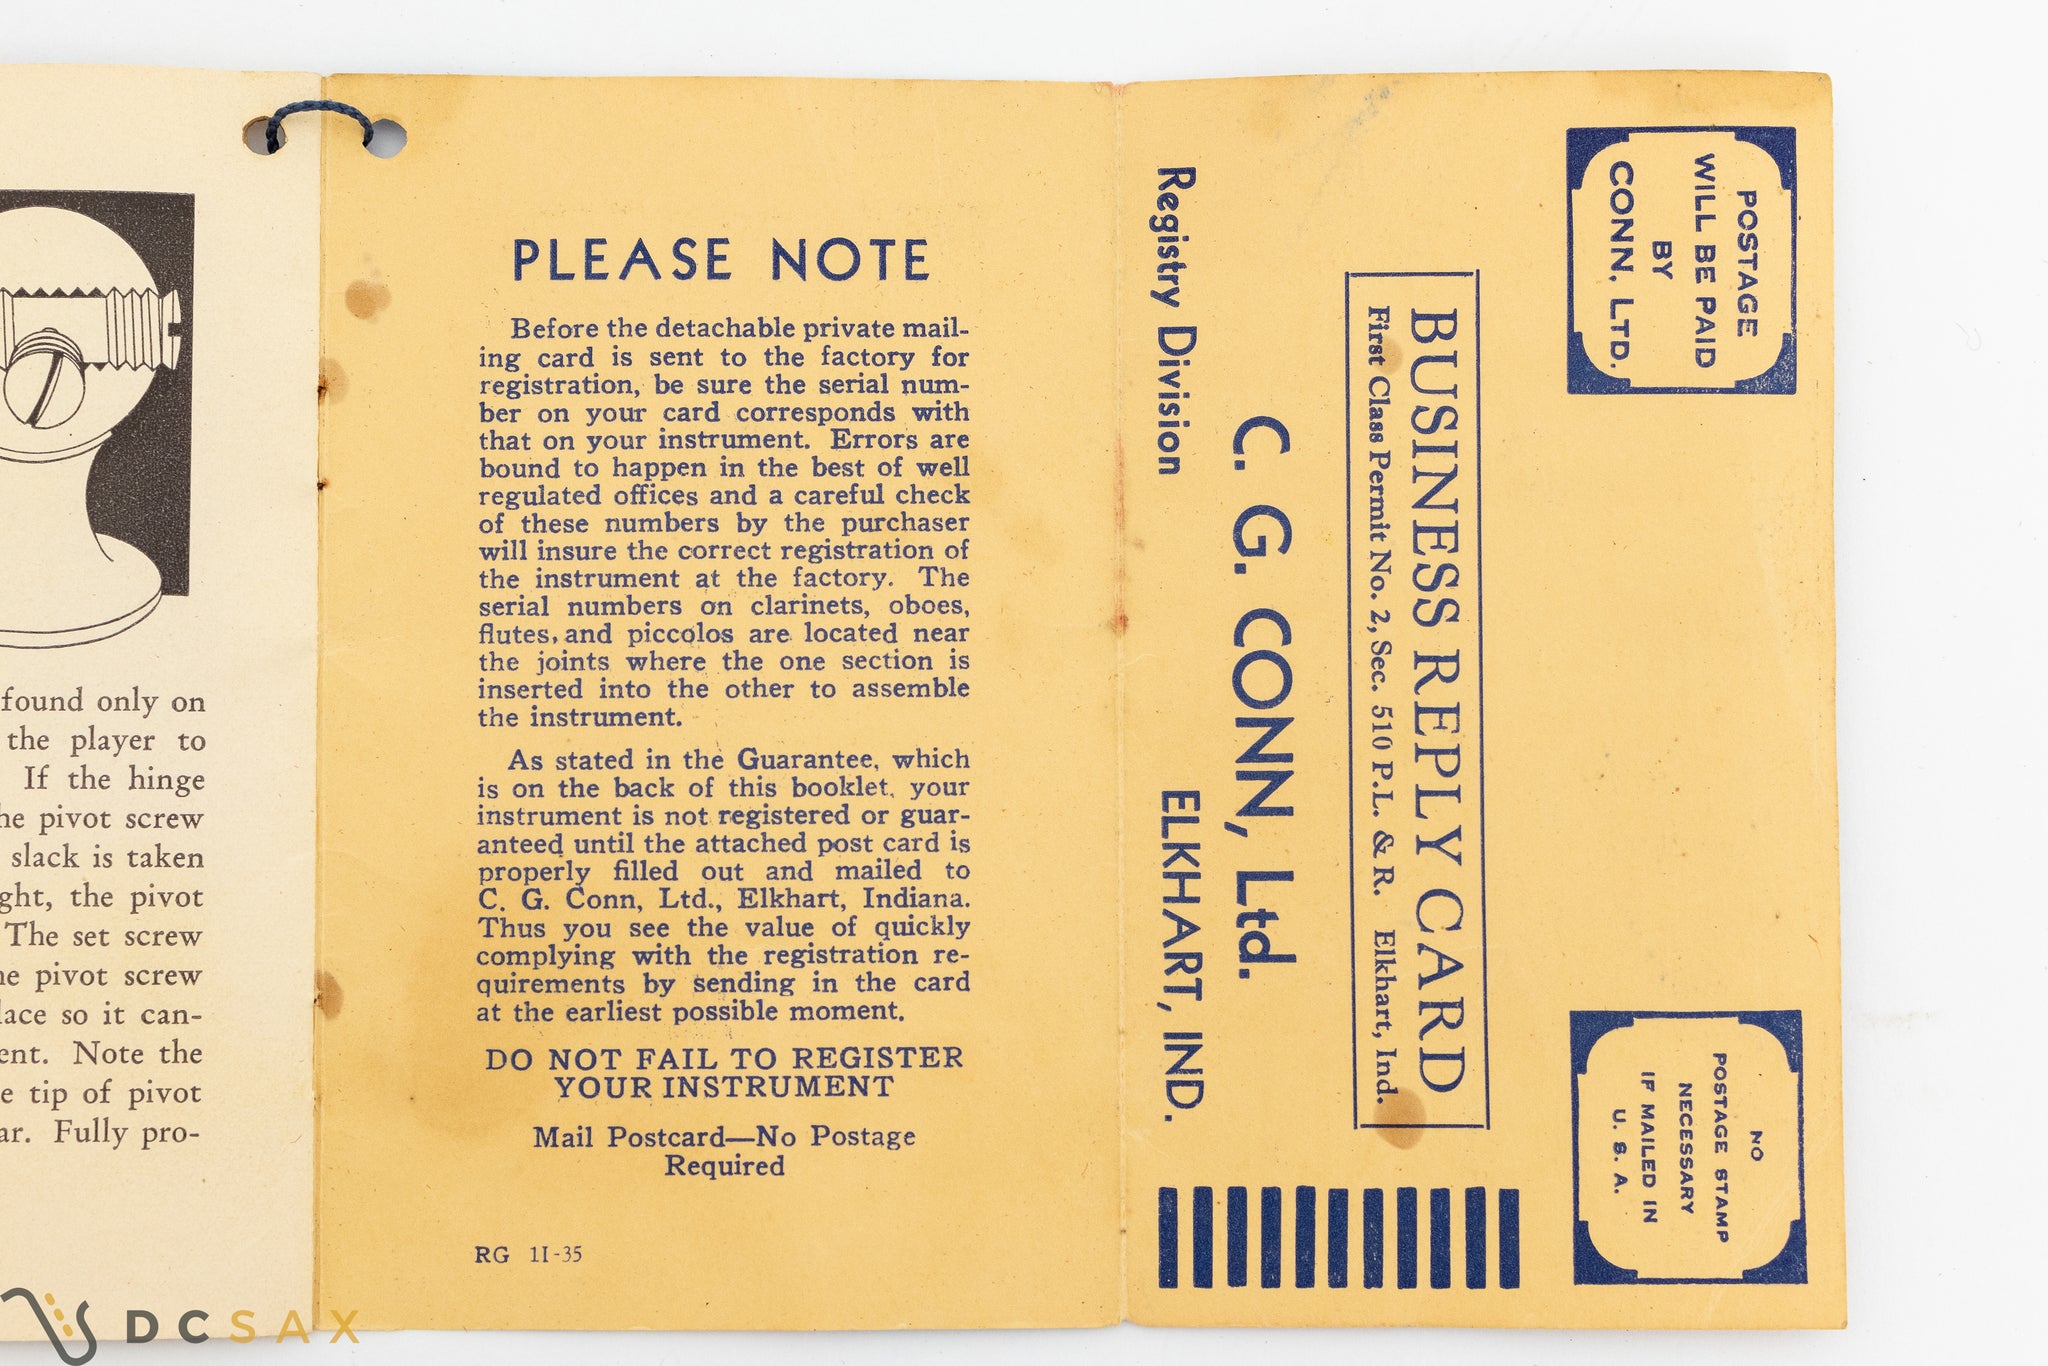 found only on
the player to
If the hinge
pivot screw
slack is taken
the pivot
The set screw
pivot screw
so it can-
Note the
tip of pivot
Fully pro-
PLEASE NOTE
Before the detachable private mail-
ing card is sent to the factory for
registration, be sure the serial num-
ber on your card corresponds with
that on your instrument. Errors are
bound to happen in the best of well
regulated offices and a careful check
of these numbers by the purchaser
will insure the correct registration of
the instrument at the factory. The
serial numbers on clarinets, oboes,
flutes, and piccolos are located near
the joints where the one section is
inserted into the other to assemble
the instrument.
As stated in the Guarantee, which
is on the back of this booklet, your
instrument is not registered or guar-
anteed until the attached post card is
properly filled out and mailed to
C. G. Conn, Ltd., Elkhart, Indiana.
Thus you see the value of quickly
complying with the registration re-
quirements by sending in the card
at the earliest possible moment.
DO NOT FAIL TO REGISTER
YOUR INSTRUMENT
Mail Postcard—No Postage
Required
RG 11-35
POSTAGE
WILL BE PAID
BY
CONN, LTD.
NO
POSTAGE STAMP
NECESSARY
IF MAILED IN
U. S. A.
BUSINESS REPLY CARD
First Class Permit No. 2, Sec. 510 P.L. & R. Elkhart, Ind.
C. G. CONN, Ltd.
Registry Division ELKHART, IND.
DCSAX